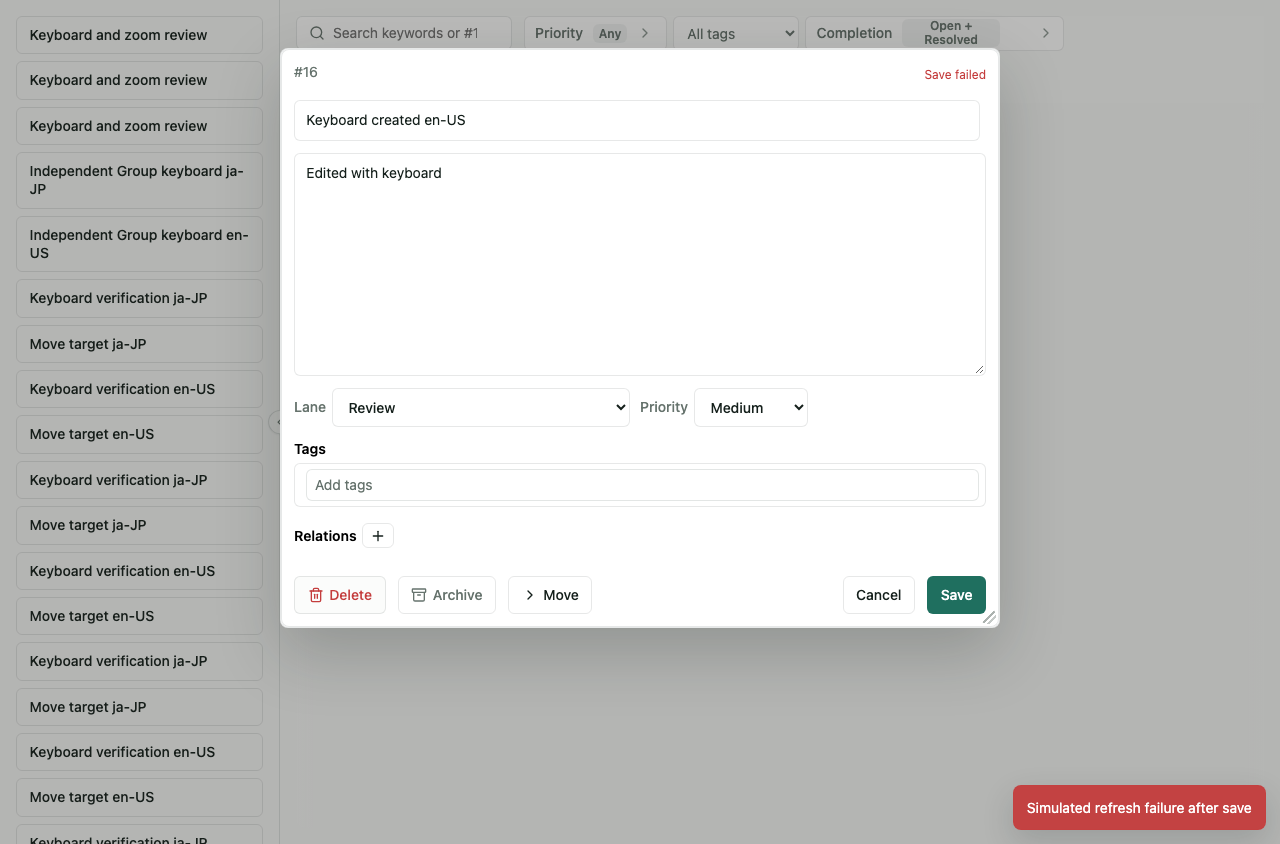 Keyboard and zoom review
Keyboard and zoom review
Keyboard and zoom review
Independent Group keyboard ja-
JP
Independent Group keyboard en-
US
Keyboard verification ja-JP
Move target ja-JP
Keyboard verification en-US
Move target en-US
Keyboard verification ja-JP
Move target ja-JP
Keyboard verification en-US
Move target en-US
Keyboard verification ja-JP
Move target ja-JP
Keyboard verification en-US
Move target en-US
Keyboard verification ja-JP
Search keywords or #1
Priority Any
All tags
Completion
Open +
Resolved
#16
Save failed
Keyboard created en-US
Edited with keyboard
Lane Review Priority Medium
Tags
Add tags
Relations +
Delete Archive Move Cancel Save
Simulated refresh failure after save